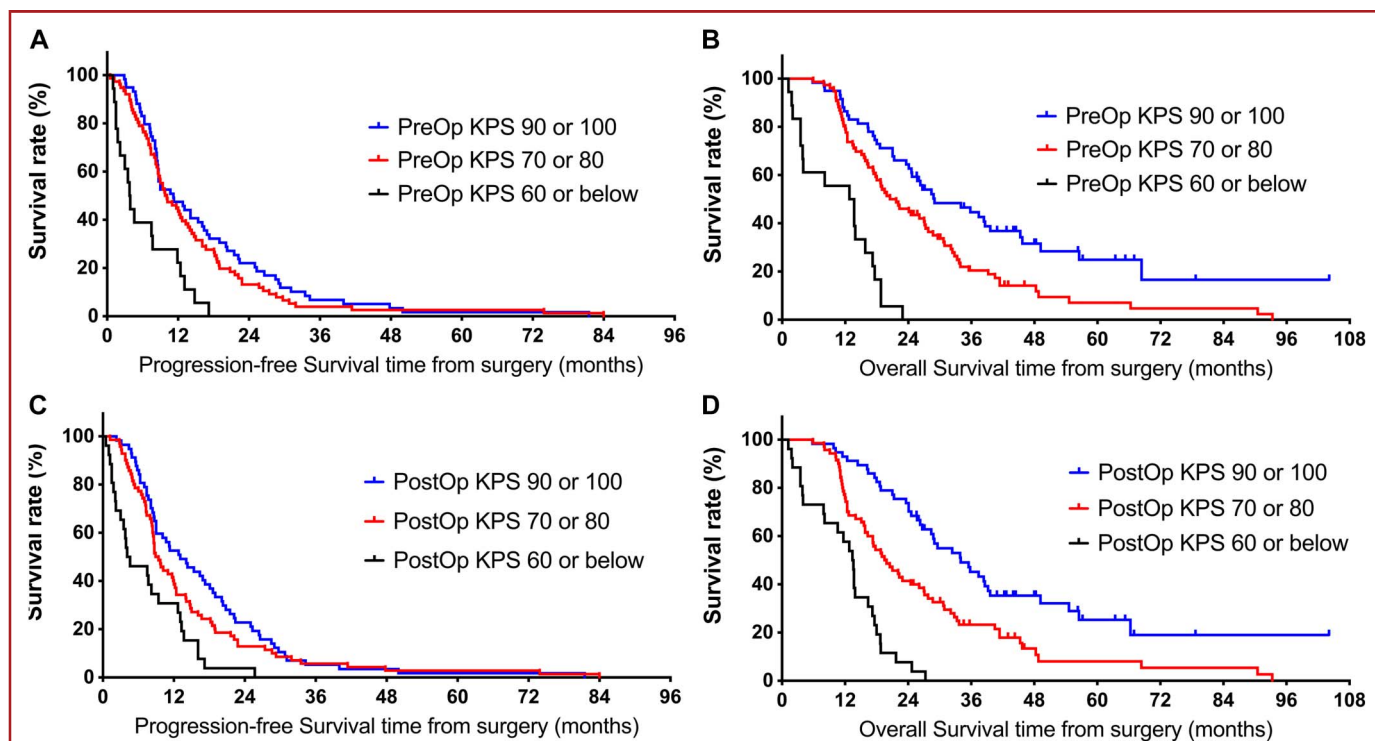 A
Survival rate (%)
100
80
60
40
20
0
PreOp KPS 90 or 100
PreOp KPS 70 or 80
PreOp KPS 60 or below
0 12 24 36 48 60 72 84 96
Progression-free Survival time from surgery (months)
B
Survival rate (%)
100
80
60
40
20
0
PreOp KPS 90 or 100
PreOp KPS 70 or 80
PreOp KPS 60 or below
0 12 24 36 48 60 72 84 96 108
Overall Survival time from surgery (months)
C
Survival rate (%)
100
80
60
40
20
0
PostOp KPS 90 or 100
PostOp KPS 70 or 80
PostOp KPS 60 or below
0 12 24 36 48 60 72 84 96
Progression-free Survival time from surgery (months)
D
Survival rate (%)
100
80
60
40
20
0
PostOp KPS 90 or 100
PostOp KPS 70 or 80
PostOp KPS 60 or below
0 12 24 36 48 60 72 84 96 108
Overall Survival time from surgery (months)